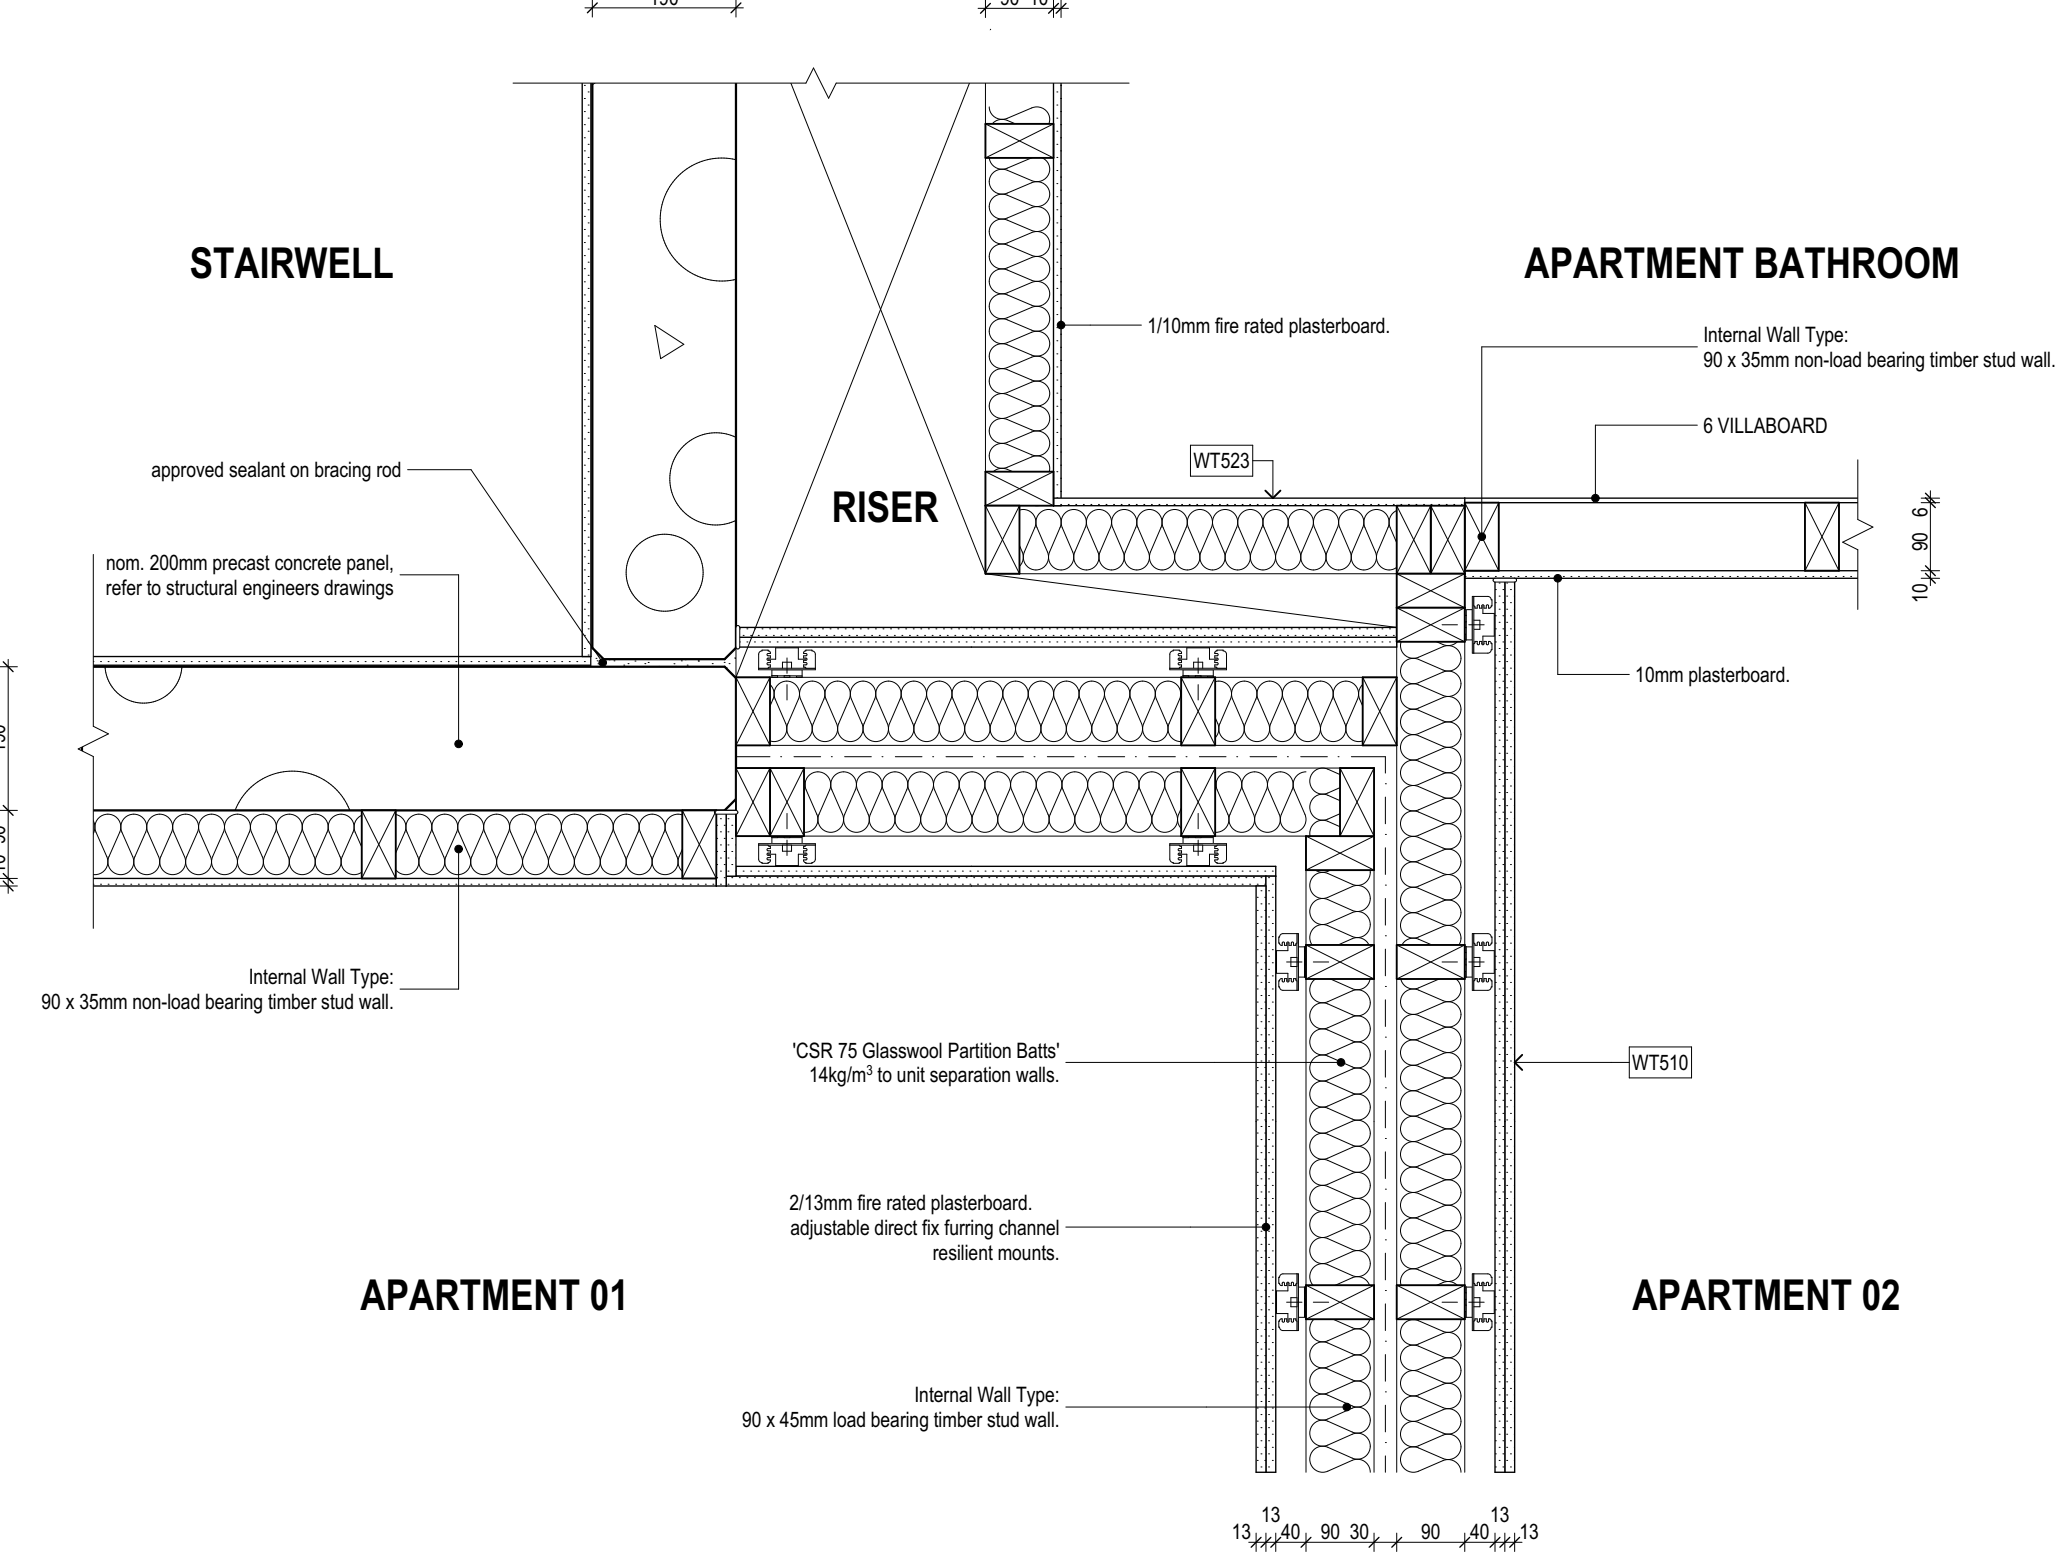 90 10
STAIRWELL
APARTMENT BATHROOM
1/10mm fire rated plasterboard.
Internal Wall Type:
90 x 35mm non-load bearing timber stud wall.
6 VILLABOARD
WT523
approved sealant on bracing rod
RISER
6
90
10
nom. 200mm precast concrete panel,
refer to structural engineers drawings
10mm plasterboard.
Internal Wall Type:
90 x 35mm non-load bearing timber stud wall.
'CSR 75 Glasswool Partition Batts'
14kg/m³ to unit separation walls.
WT510
2/13mm fire rated plasterboard.
adjustable direct fix furring channel
resilient mounts.
APARTMENT 01
APARTMENT 02
Internal Wall Type:
90 x 45mm load bearing timber stud wall.
13 13
13 40 90 30 90 40 13